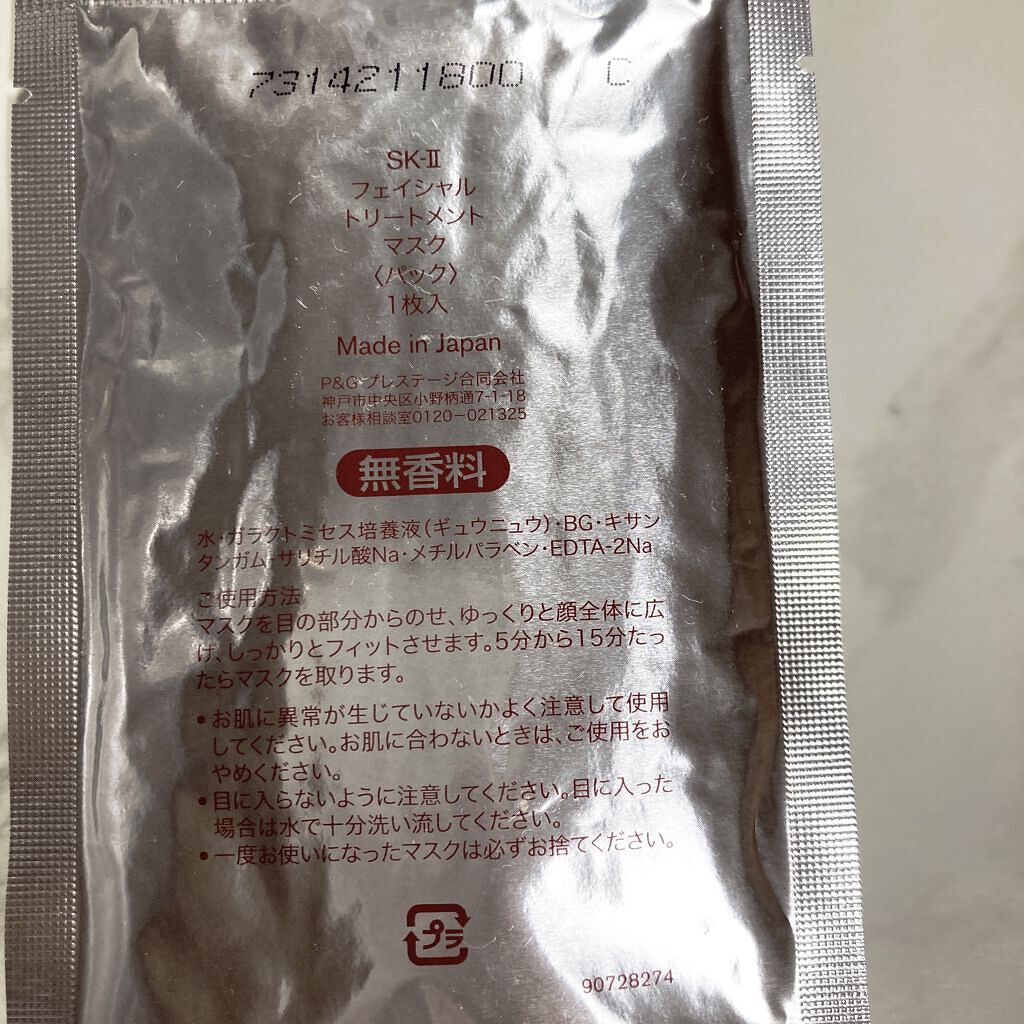 7314211800 C
SK-II
フェイシャル
トリートメント
マスク
〈パック〉
1枚入
Made in Japan
P&Gプレステージ合同会社
神戸市中央区小野柄通7-1-18
お客様相談室0120-021325
無香料
水・ガラクトミセス培養液(ギュウニュウ)・BG・キサン
タンガム・サリチル酸Na・メチルパラベン・EDTA-2Na
ご使用方法
マスクを目の部分からのせ、ゆっくりと顔全体に広
げ、しっかりとフィットさせます。5分から15分たっ
たらマスクを取ります。
•お肌に異常が生じていないかよく注意して使用
してください。お肌に合わないときは、ご使用をお
やめください。
•目に入らないように注意してください。目に入った
場合は水で十分洗い流してください。
•一度お使いになったマスクは必ずお捨てください。
プラ
90728274